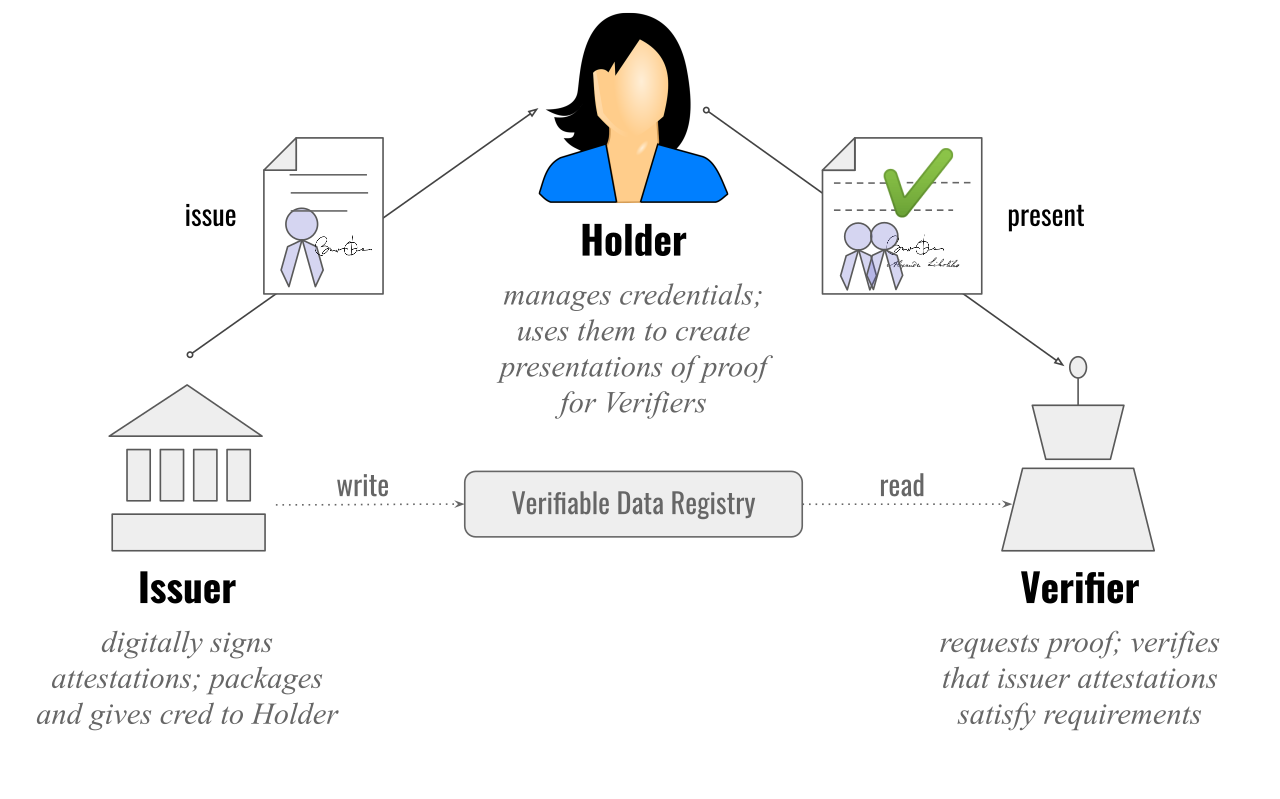 issue
present
Holder
manages credentials;
uses them to create
presentations of proof
for Verifiers
write
Verifiable Data Registry
read
Issuer
digitally signs
attestations; packages
and gives cred to Holder
Verifier
requests proof; verifies
that issuer attestations
satisfy requirements